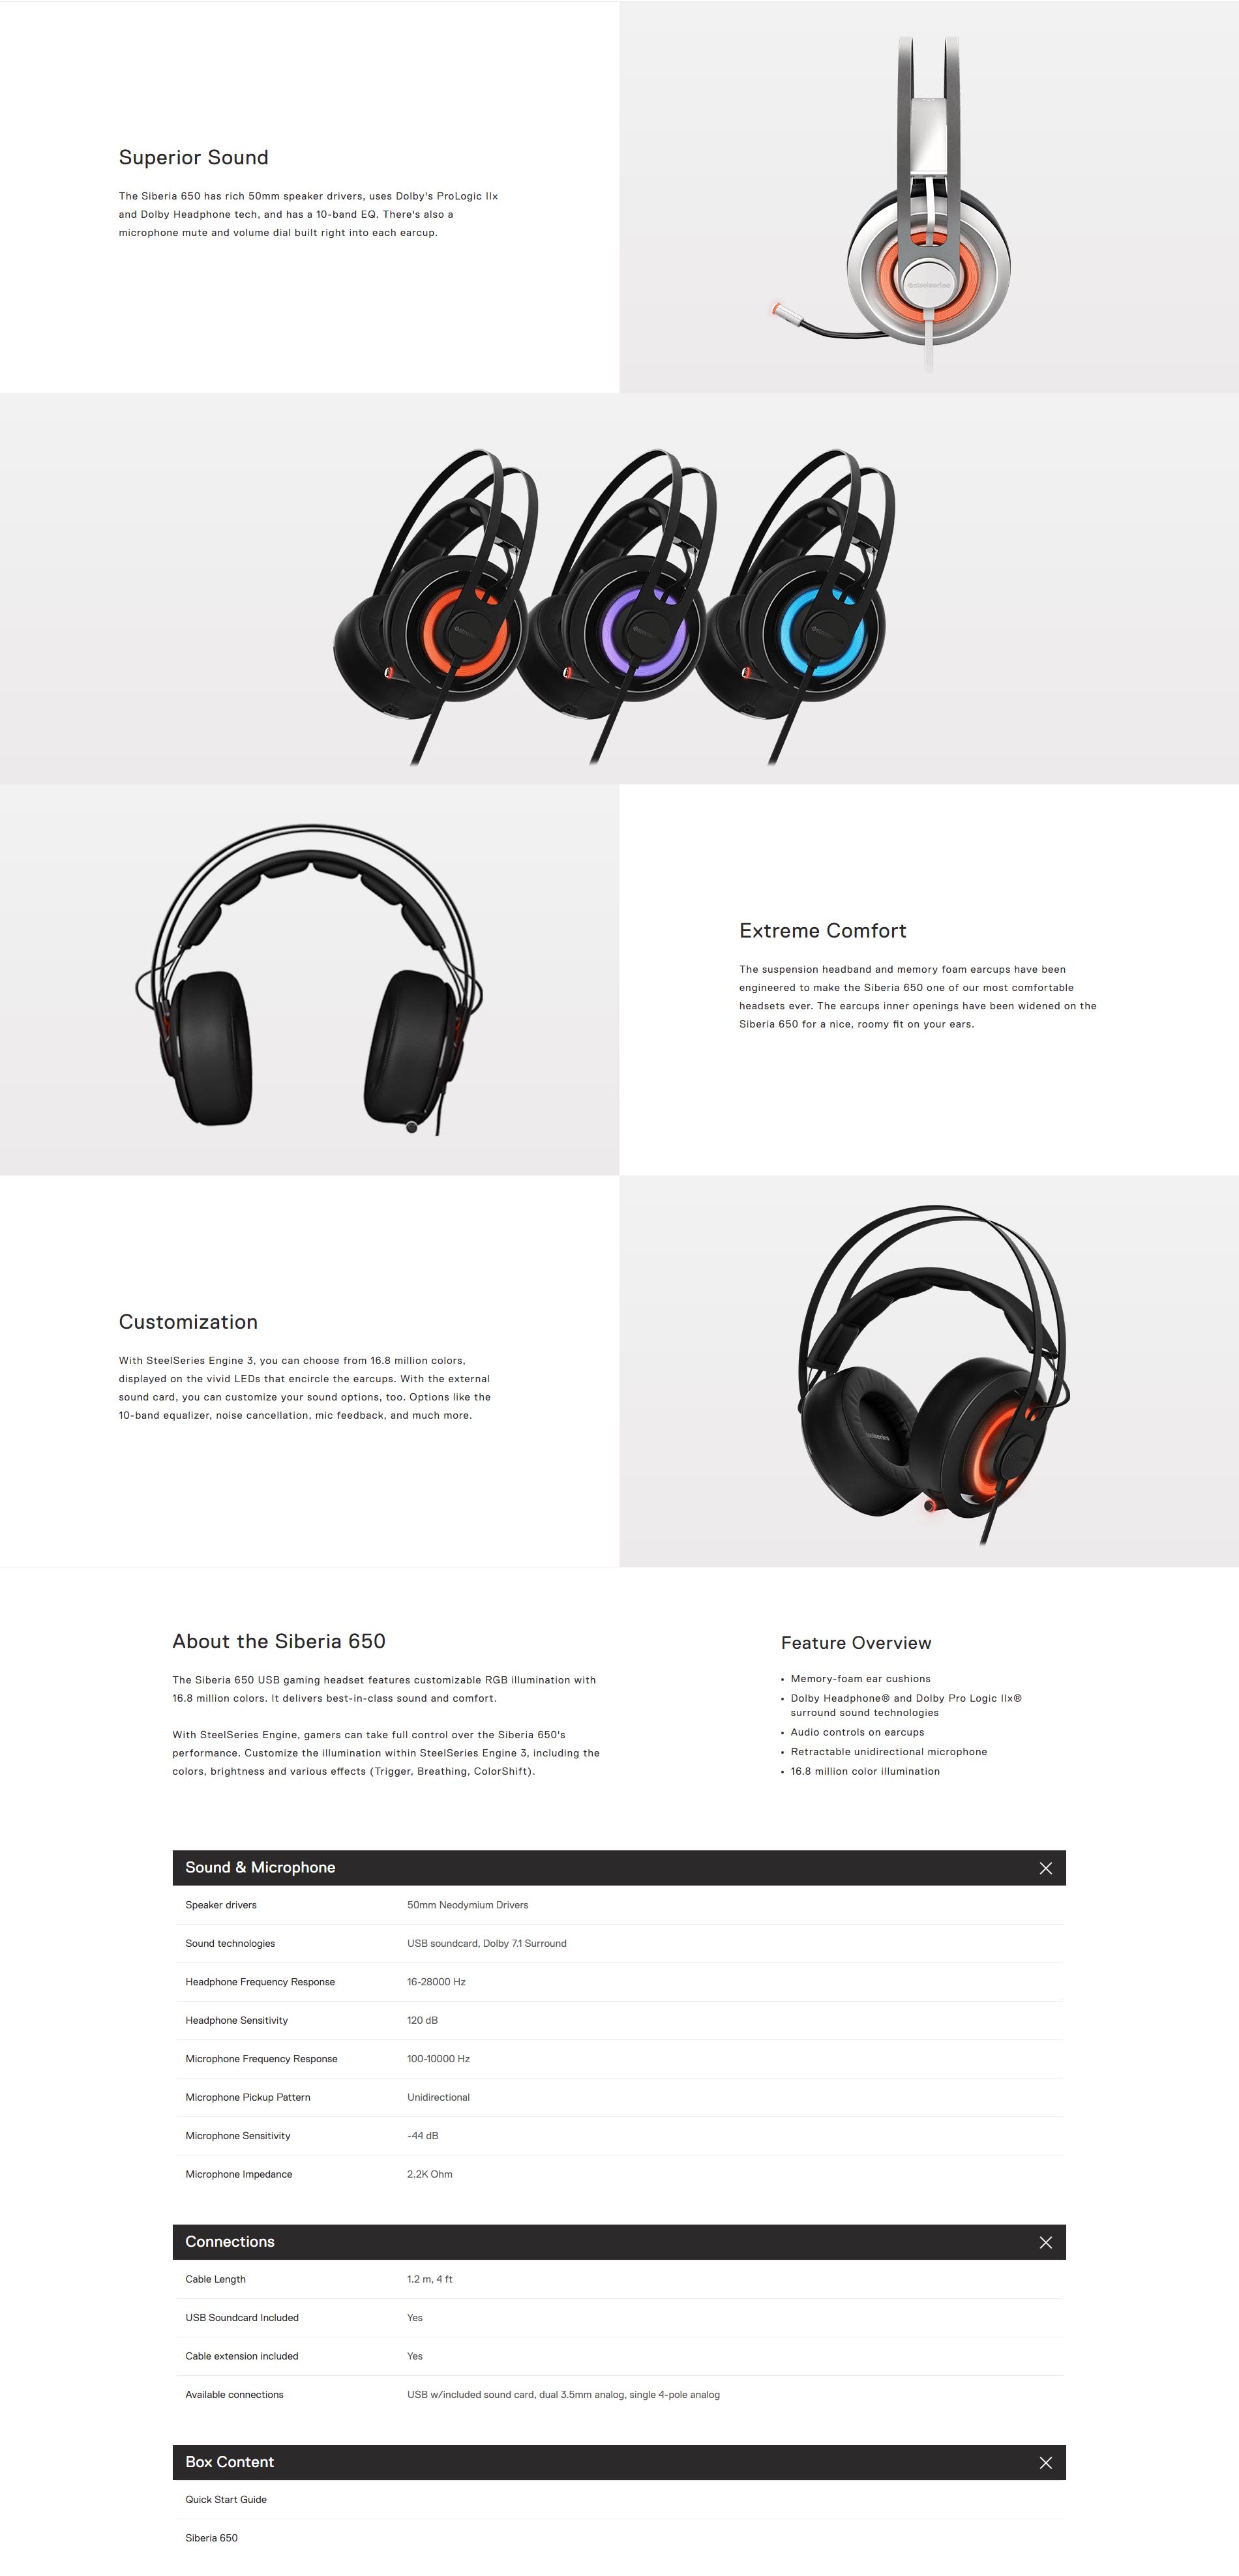 Superior Sound
The Siberia 650 has rich 50mm speaker drivers, uses Dolby's ProLogic IIx
and Dolby Headphone tech, and has a 10-band EQ. There's also a
microphone mute and volume dial built right into each earcup.
steelseries
Extreme Comfort
The suspension headband and memory foam earcups have been
engineered to make the Siberia 650 one of our most comfortable
headsets ever. The earcups inner openings have been widened on the
Siberia 650 for a nice, roomy fit on your ears.
Customization
With SteelSeries Engine 3, you can choose from 16.8 million colors,
displayed on the vivid LEDs that encircle the earcups. With the external
sound card, you can customize your sound options, too. Options like the
10-band equalizer, noise cancellation, mic feedback, and much more.
About the Siberia 650
The Siberia 650 USB gaming headset features customizable RGB illumination with
16.8 million colors. It delivers best-in-class sound and comfort.
With SteelSeries Engine, gamers can take full control over the Siberia 650's
performance. Customize the illumination within SteelSeries Engine 3, including the
colors, brightness and various effects (Trigger, Breathing, ColorShift).
Feature Overview
• Memory-foam ear cushions
• Dolby Headphone® and Dolby Pro Logic IIx®
surround sound technologies
• Audio controls on earcups
• Retractable unidirectional microphone
• 16.8 million color illumination
Sound & Microphone
Speaker drivers 50mm Neodymium Drivers
Sound technologies USB soundcard, Dolby 7.1 Surround
Headphone Frequency Response 16-28000 Hz
Headphone Sensitivity 120 dB
Microphone Frequency Response 100-10000 Hz
Microphone Pickup Pattern Unidirectional
Microphone Sensitivity -44 dB
Microphone Impedance 2.2K Ohm
Connections
Cable Length 1.2 m, 4 ft
USB Soundcard Included Yes
Cable extension included Yes
Available connections USB w/included sound card, dual 3.5mm analog, single 4-pole analog
Box Content
Quick Start Guide
Siberia 650